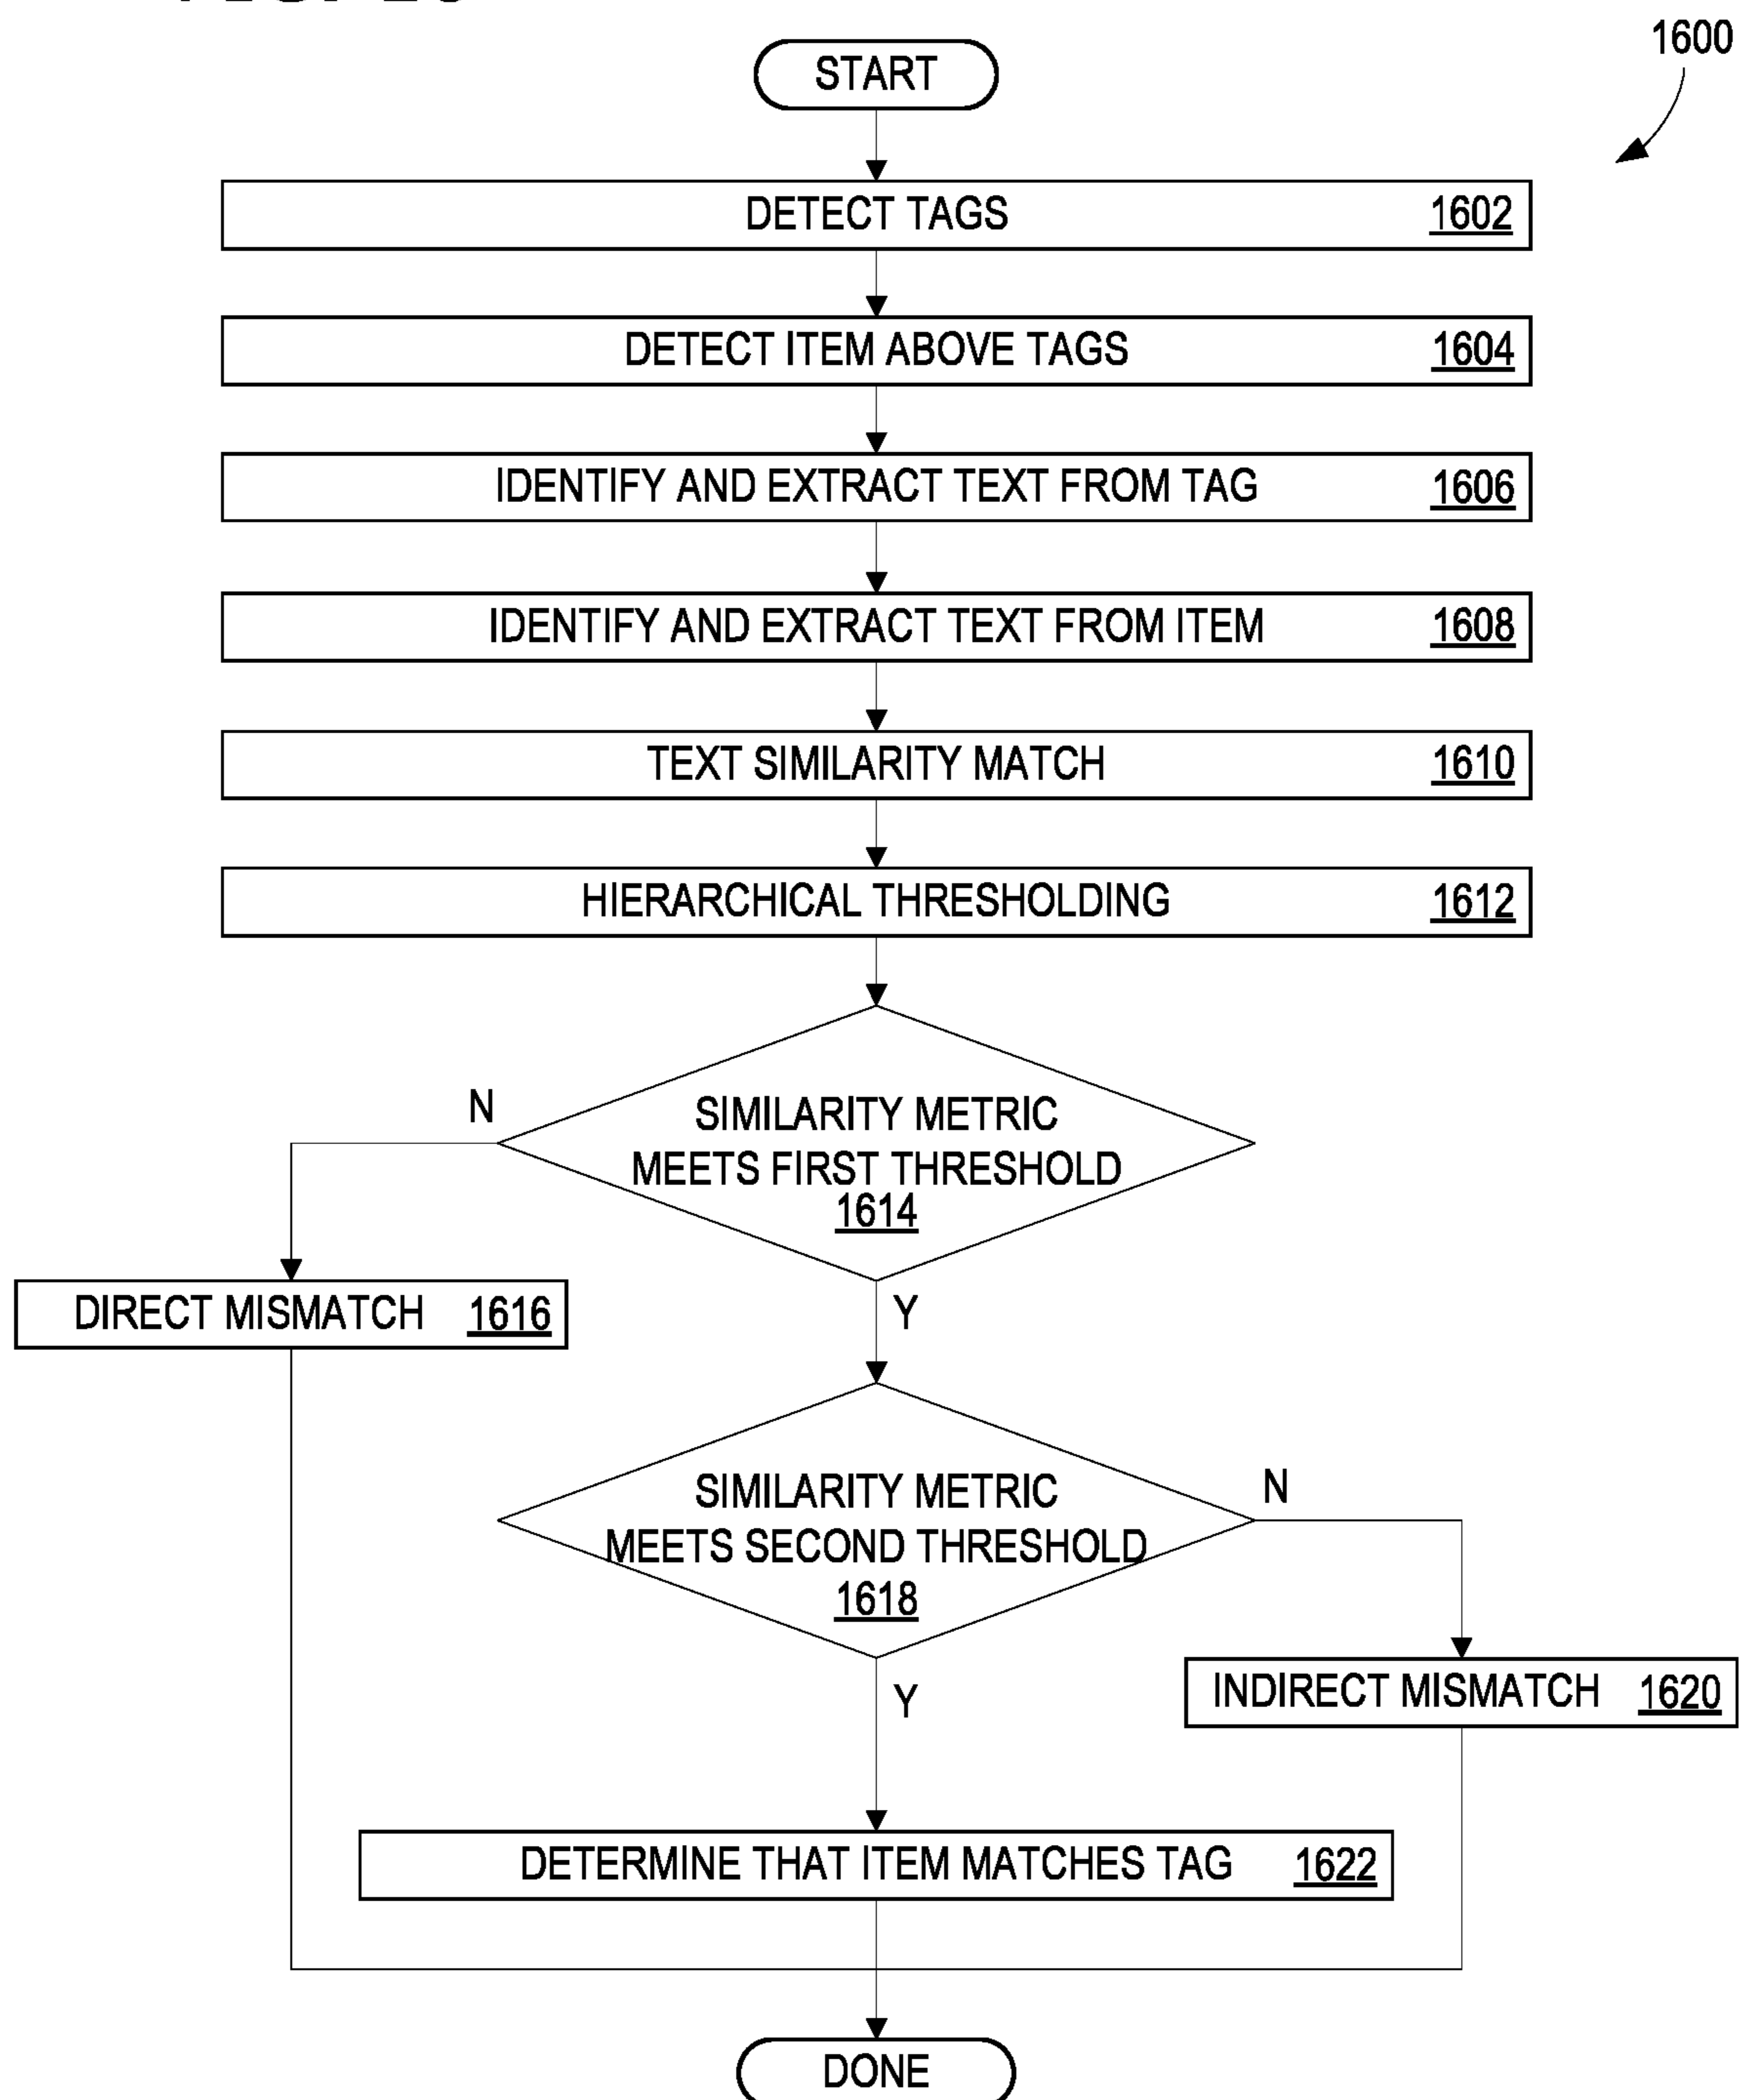 1600
START
DETECT TAGS 1602
DETECT ITEM ABOVE TAGS 1604
IDENTIFY AND EXTRACT TEXT FROM TAG 1606
IDENTIFY AND EXTRACT TEXT FROM ITEM 1608
TEXT SIMILARITY MATCH 1610
HIERARCHICAL THRESHOLDING 1612
N
SIMILARITY METRIC
MEETS FIRST THRESHOLD
1614
DIRECT MISMATCH 1616
Y
SIMILARITY METRIC
MEETS SECOND THRESHOLD
1618
N
INDIRECT MISMATCH 1620
Y
DETERMINE THAT ITEM MATCHES TAG 1622
DONE